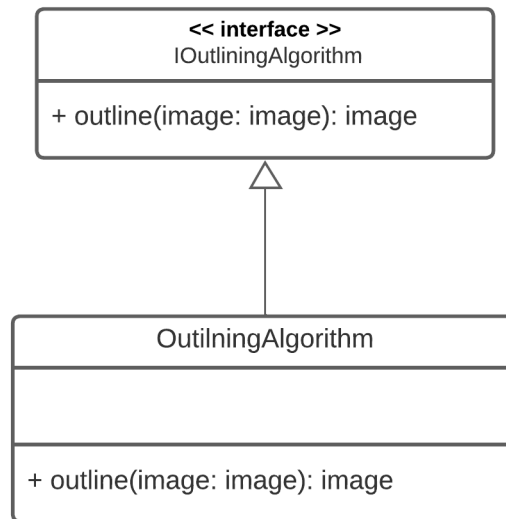 << interface >>
IOutliningAlgorithm
+ outline(image: image): image
OutilningAlgorithm
+ outline(image: image): image